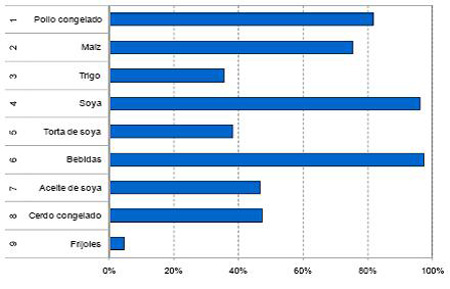 1 Pollo congelado
2 Maiz
3 Trigo
4 Soya
5 Torta de soya
6 Bebidas
7 Aceite de soya
8 Cerdo congelado
9 Frijoles
0% 20% 40% 60% 80% 100%